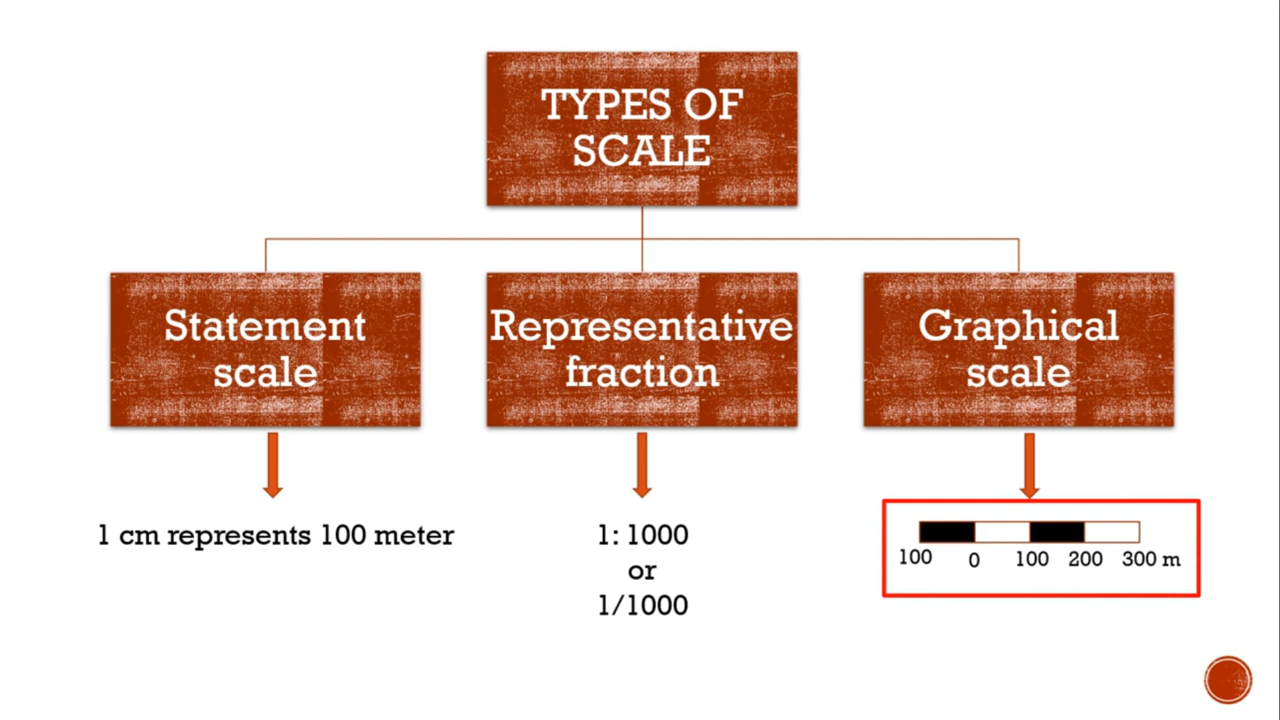 TYPES OF
SCALE
Statement
scale
Representative
fraction
Graphical
scale
1 cm represents 100 meter
1: 1000
or
1/1000
100 0 100 200 300 m